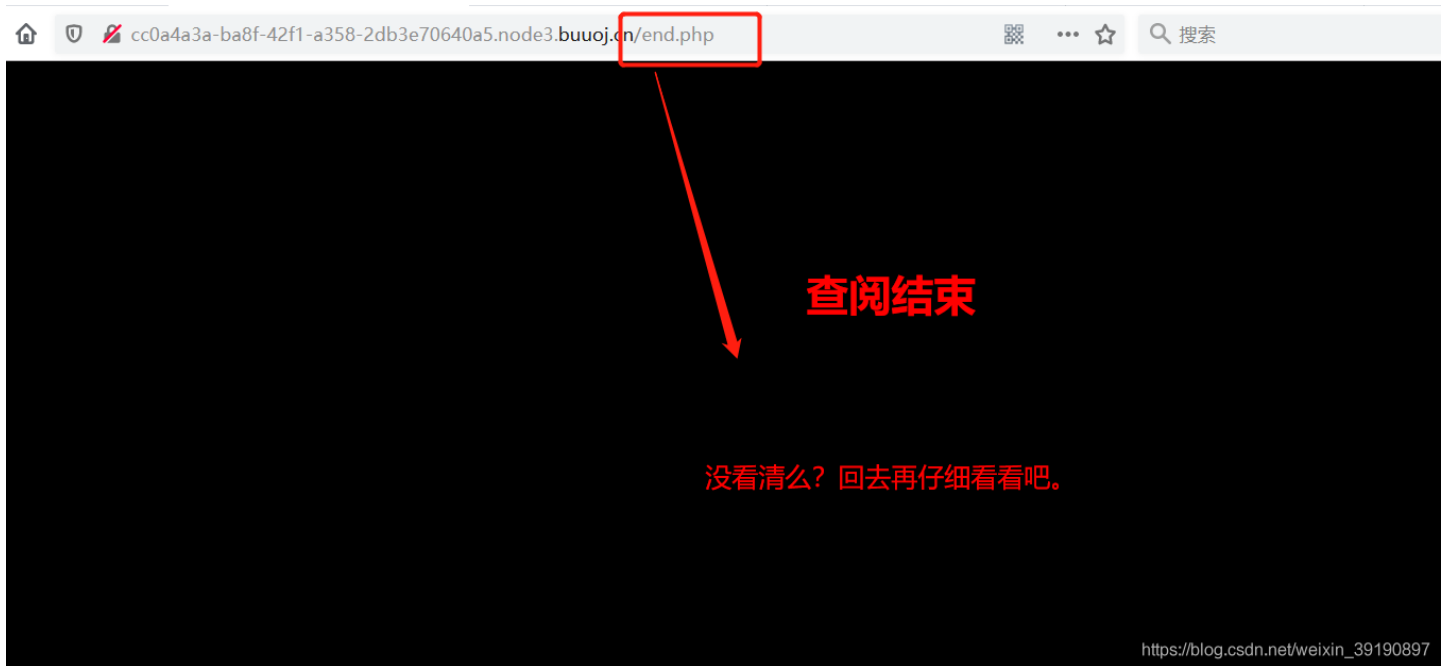 cc0a4a3a-ba8f-42f1-a358-2db3e70640a5.node3.buuoj.cn/end.php
搜索
查阅结束
没看清么？回去再仔细看看吧。
https://blog.csdn.net/weixin_39190897